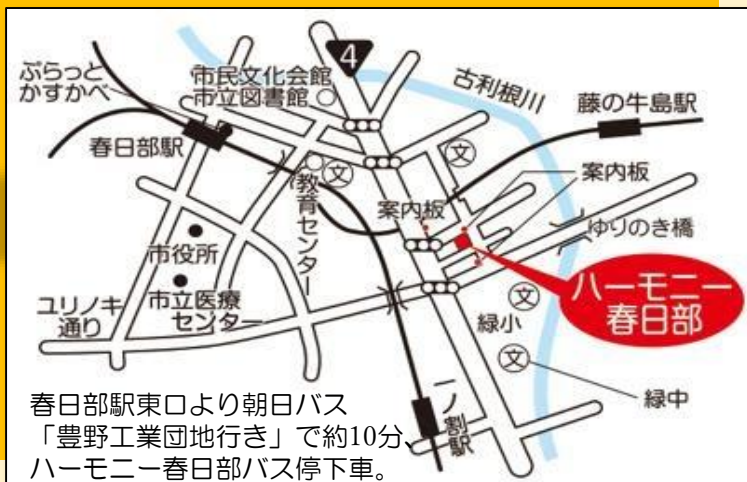 4
ぷらっと
かすかべ
市民文化会館
市立図書館
古利根川
藤の牛島駅
春日部駅
文
文
教育センター
案内板
案内板
ゆりのき橋
市役所
市立医療
センター
ユリノキ
通り
ハーモニー
春日部
文
緑小
文
緑中
一ノ割駅
春日部駅東口より朝日バス
「豊野工業団地行き」で約10分、
ハーモニー春日部バス停下車。